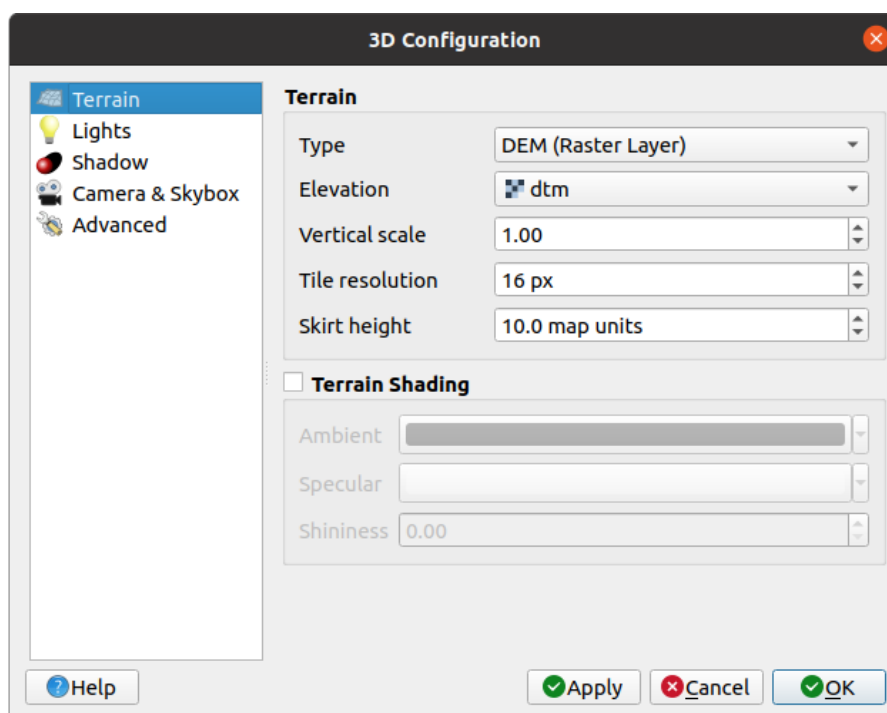 3D Configuration
Terrain
Lights
Shadow
Camera & Skybox
Advanced
Terrain
Type DEM (Raster Layer)
Elevation dtm
Vertical scale 1.00
Tile resolution 16 px
Skirt height 10.0 map units
Terrain Shading
Ambient
Specular
Shininess 0.00
Help Apply Cancel OK